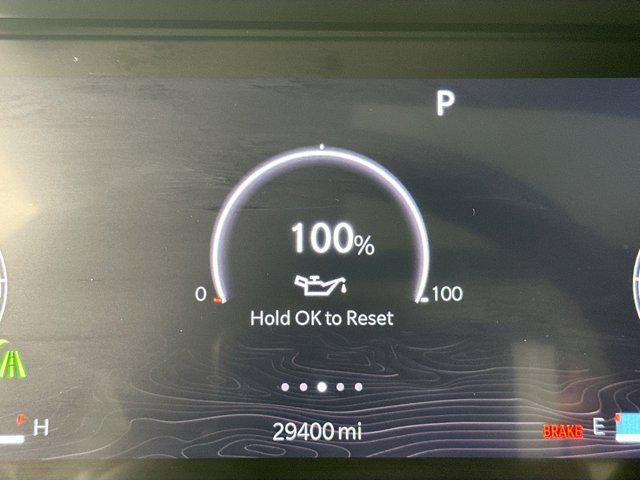 P
100%
0 100
Hold OK to Reset
H BRAKE E
29400 mi